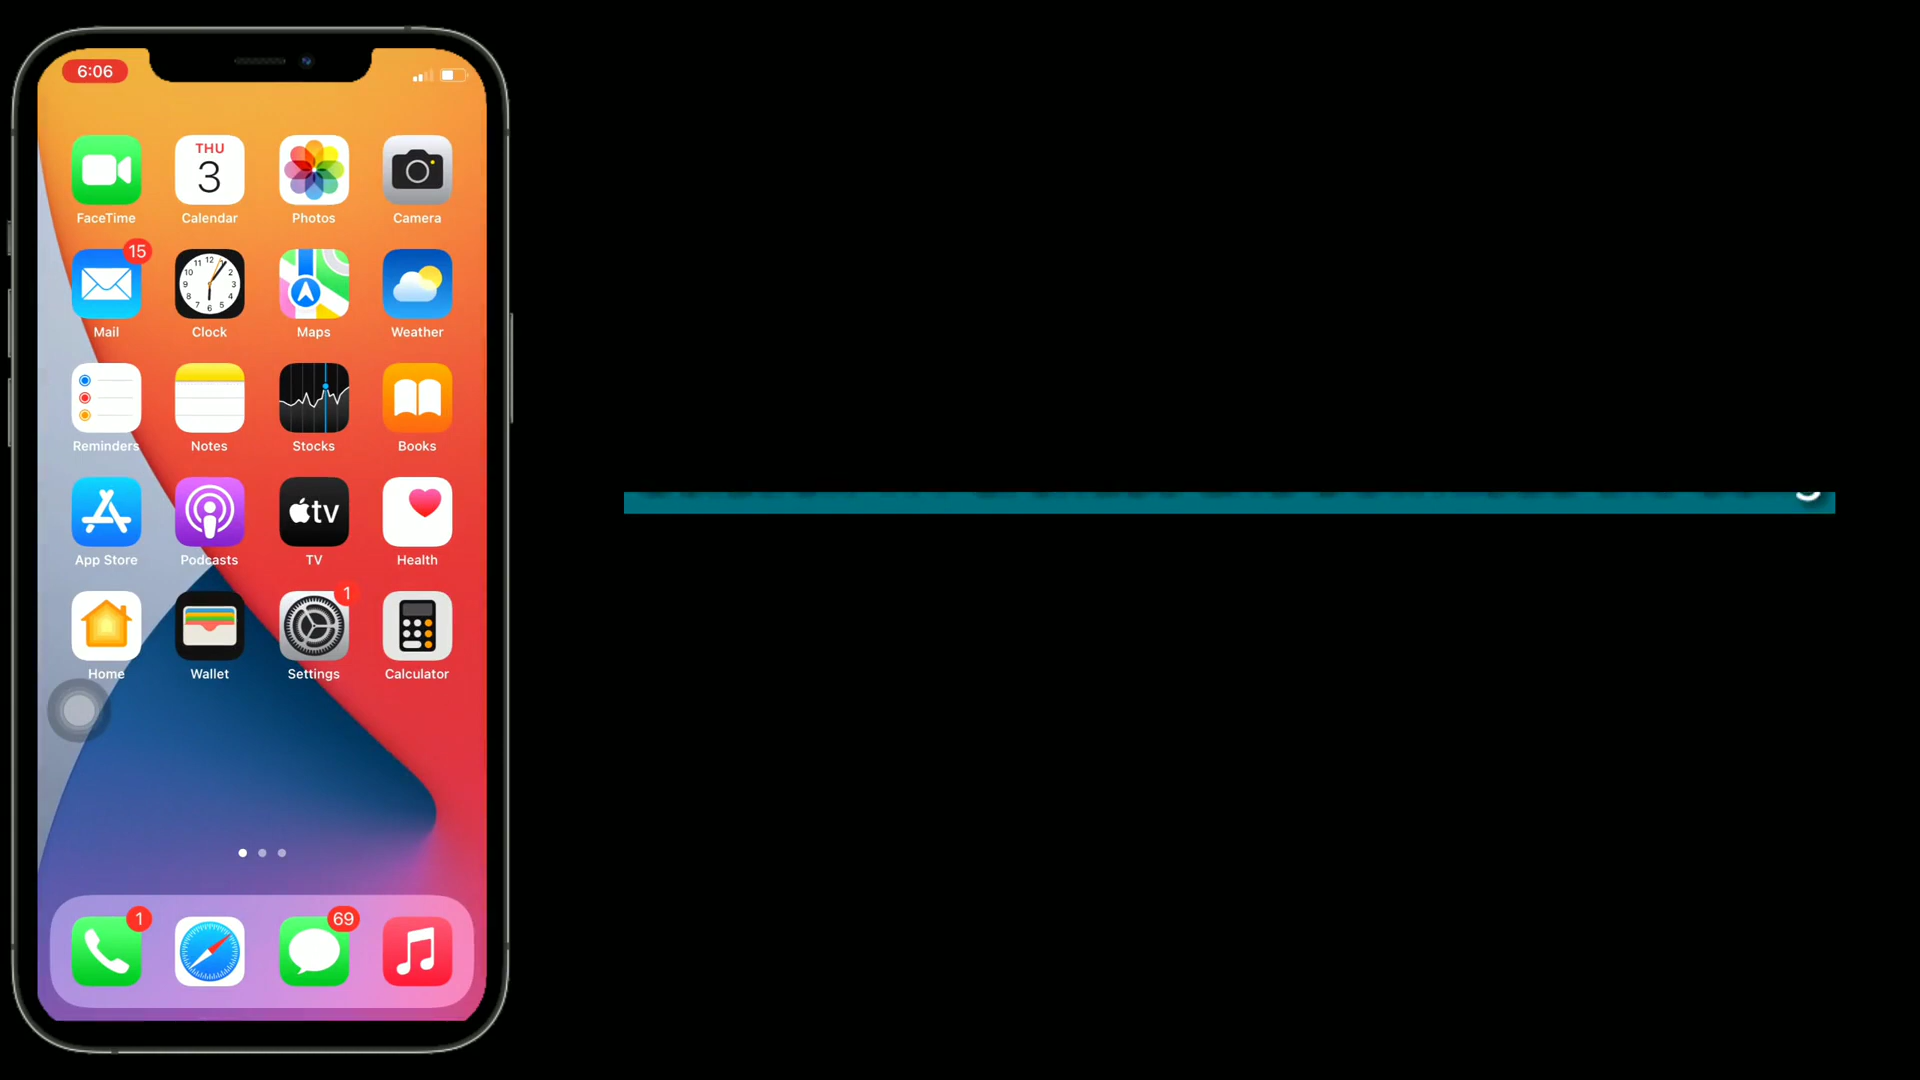 6:06
THU
3
FaceTime
Calendar
Photos
Camera
15
Mail
Clock
Maps
Weather
Reminders
Notes
Stocks
Books
tv
App Store
Podcasts
TV
Health
1
Home
Wallet
Settings
Calculator
1
69